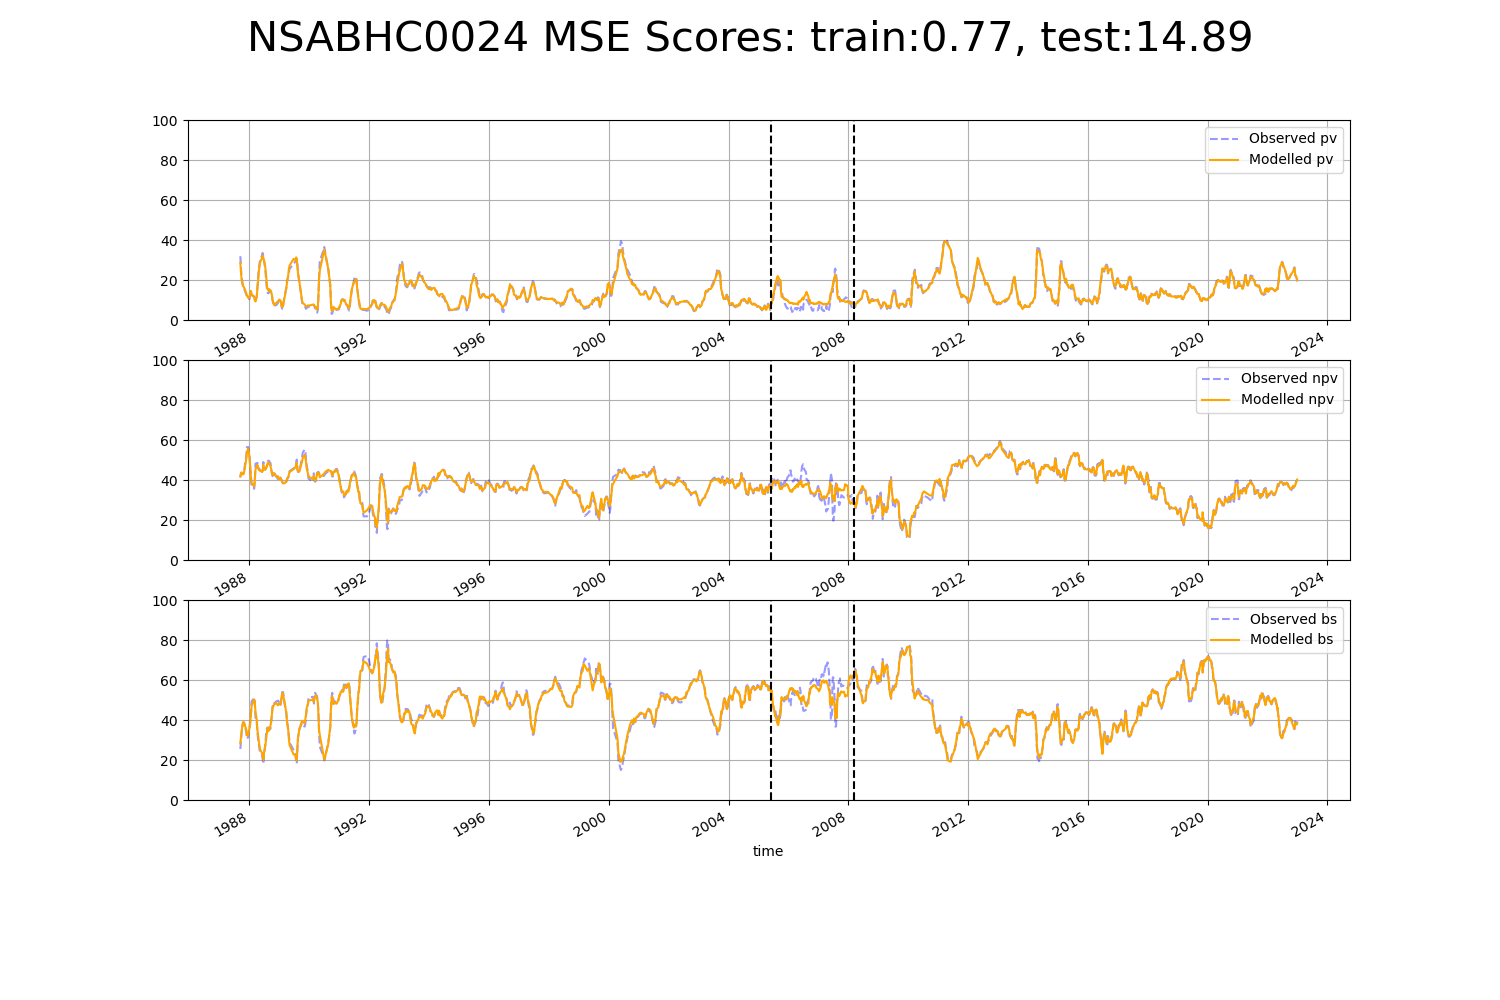 NSABHC0024 MSE Scores: train:0.77, test:14.89
100
80
60
40
20
0
Observed pv
Modelled pv
1988 1992 1996 2000 2004 2008 2012 2016 2020 2024
100
80
60
40
20
0
Observed npv
Modelled npv
1988 1992 1996 2000 2004 2008 2012 2016 2020 2024
100
80
60
40
20
0
Observed bs
Modelled bs
1988 1992 1996 2000 2004 2008 2012 2016 2020 2024
time